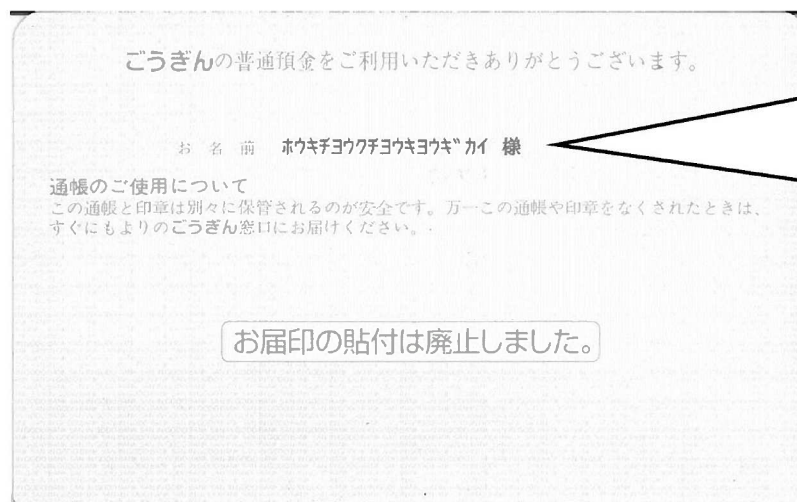 ごうぎんの普通預金をご利用いただきありがとうございます。
お名前 ホウキチヨウクチヨウキヨウギカイ 様
通帳のご使用について
この通帳と印章は別々に保管されるのが安全です。万一この通帳や印章をなくされたときは、
すぐにもよりのごうぎん窓口にお届けください。
お届印の貼付は廃止しました。